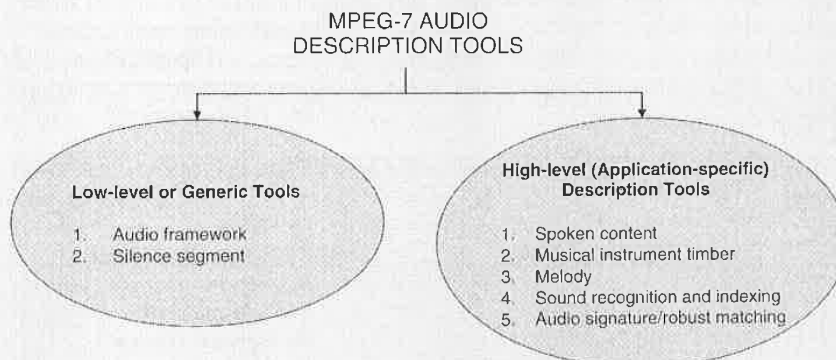 MPEG-7 AUDIO
DESCRIPTION TOOLS
Low-level or Generic Tools
1. Audio framework
2. Silence segment
High-level (Application-specific)
Description Tools
1. Spoken content
2. Musical instrument timber
3. Melody
4. Sound recognition and indexing
5. Audio signature/robust matching